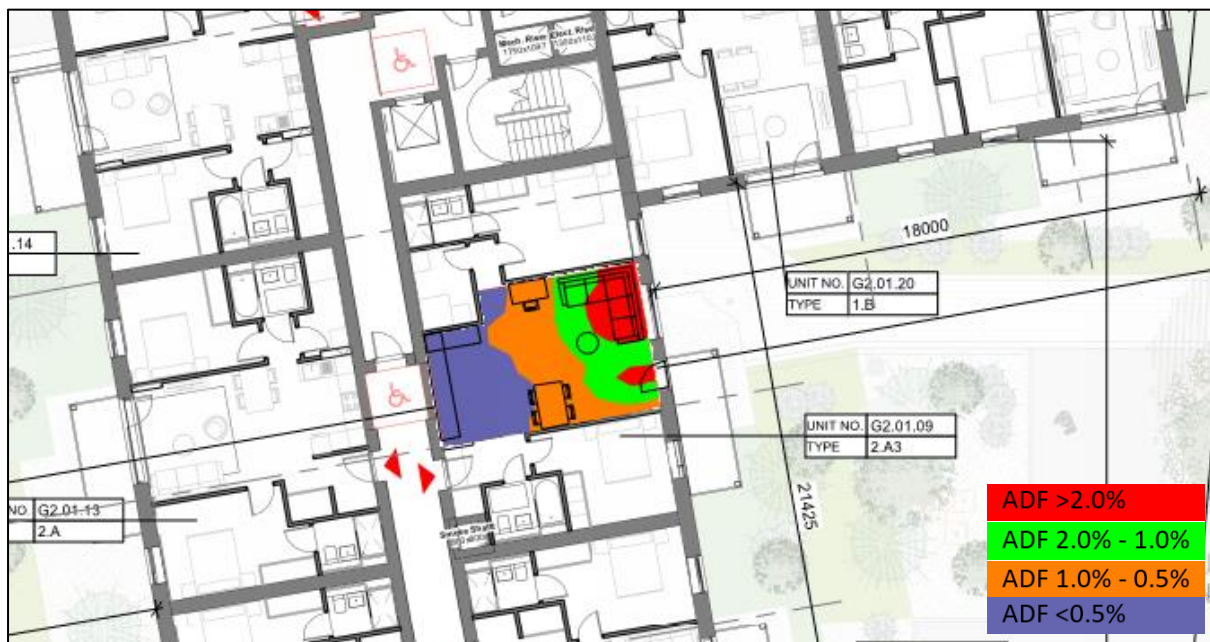 Mech. Riser
Elect. Riser
.14
18000
UNIT NO. G2.01.20
TYPE 1.B
UNIT NO. G2.01.09
TYPE 2.A3
21425
NO. G2.01.13
2.A
Smoke Shaft
ADF >2.0%
ADF 2.0% - 1.0%
ADF 1.0% - 0.5%
ADF <0.5%